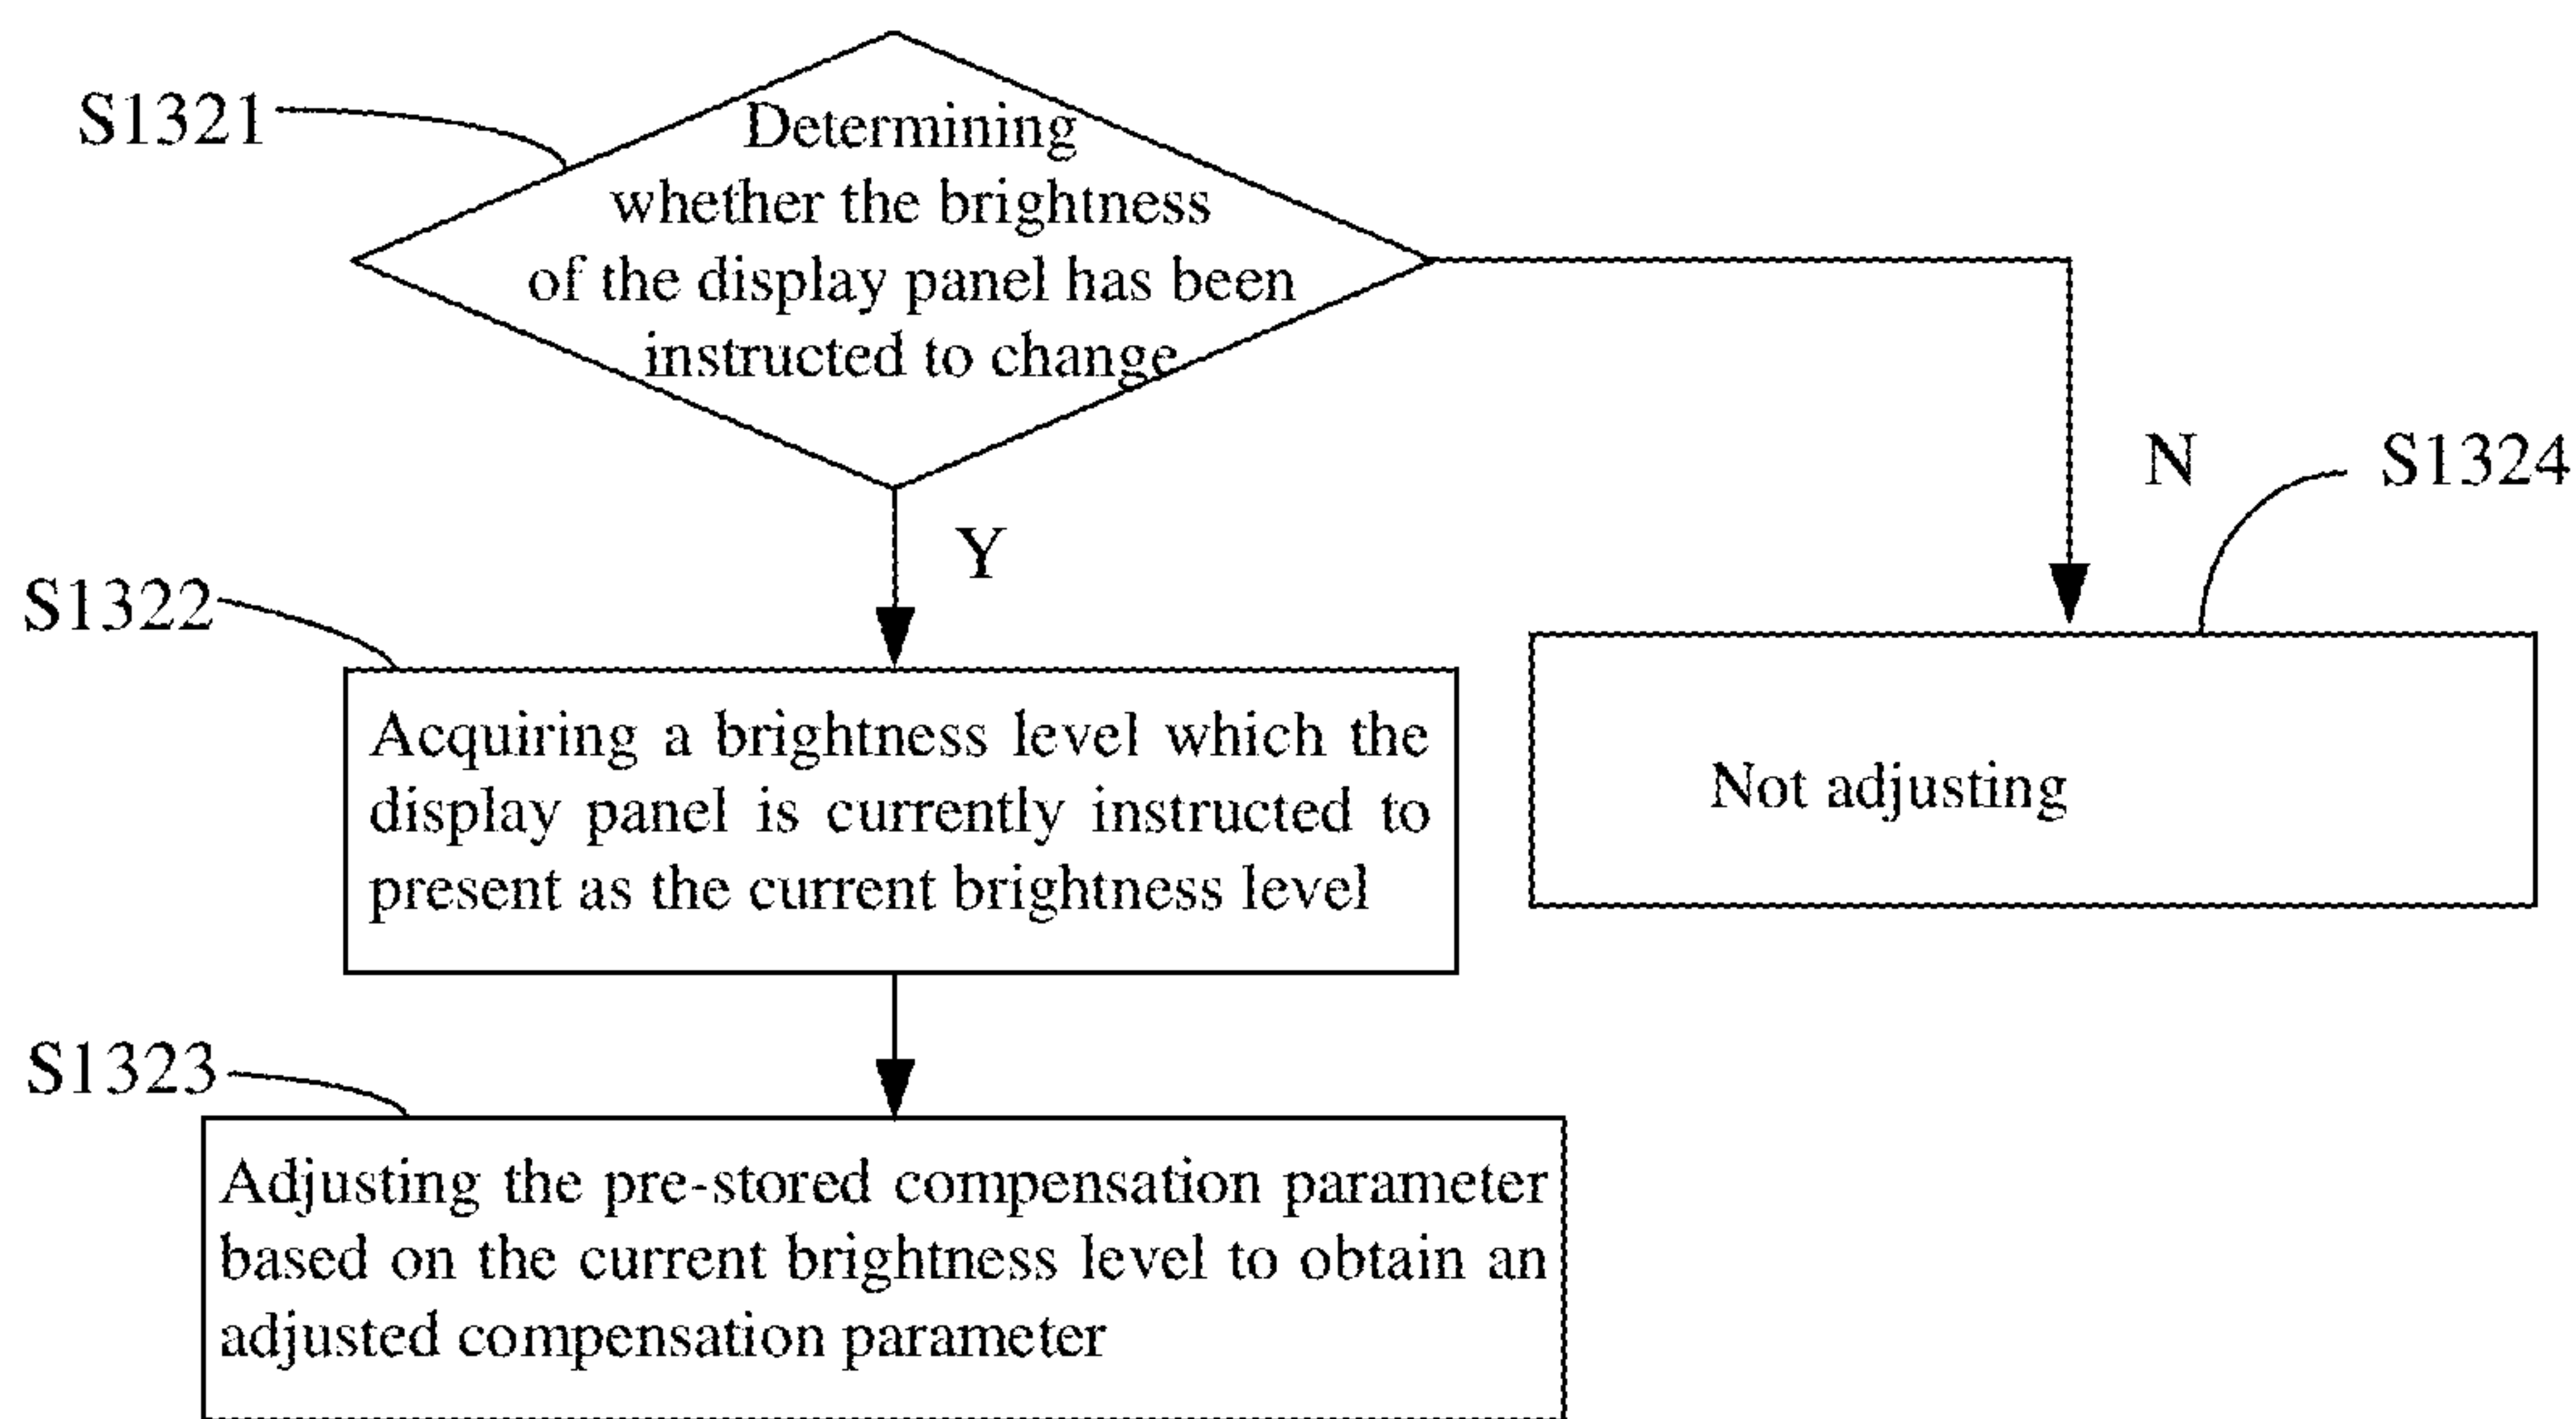 S1321
Determining
whether the brightness
of the display panel has been
instructed to change
N
S1324
Y
S1322
Acquiring a brightness level which the
display panel is currently instructed to
present as the current brightness level
Not adjusting
S1323
Adjusting the pre-stored compensation parameter
based on the current brightness level to obtain an
adjusted compensation parameter